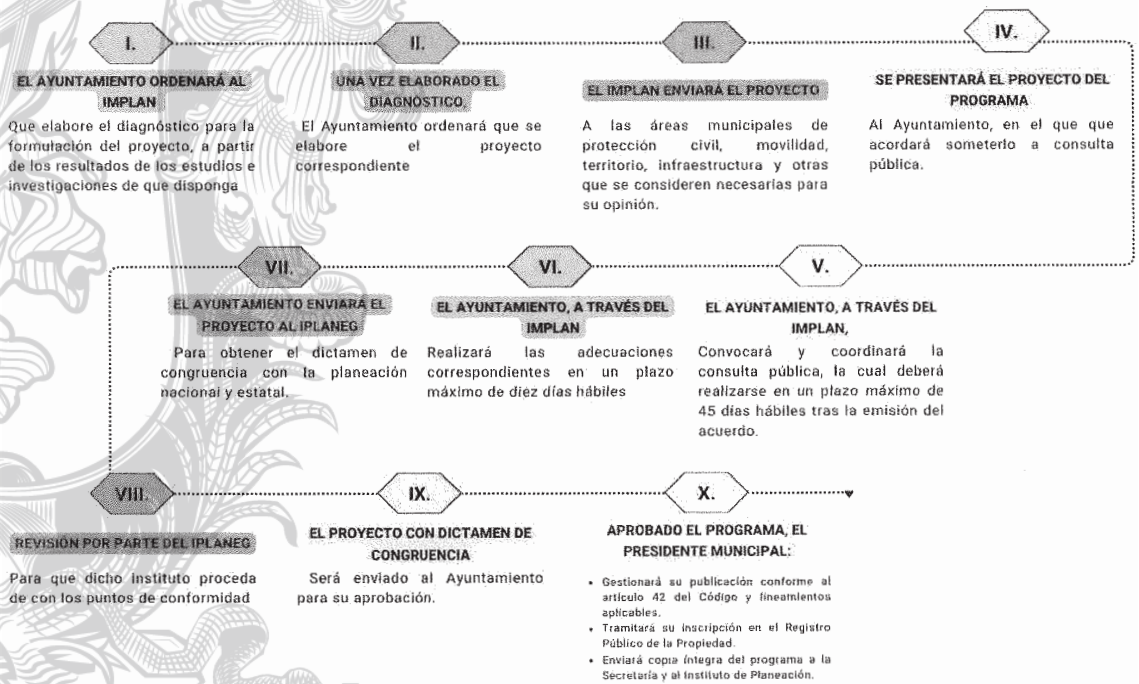 I.
EL AYUNTAMIENTO ORDENARÁ AL
IMPLAN
Que elabore el diagnóstico para la
formulación del proyecto, a partir
de los resultados de los estudios e
investigaciones de que disponga
II.
UNA VEZ ELABORADO EL
DIAGNÓSTICO,
El Ayuntamiento ordenará que se
elabore el proyecto
correspondiente
III.
EL IMPLAN ENVIARÁ EL PROYECTO
A las áreas municipales de
protección civil, movilidad,
territorio, infraestructura y otras
que se consideren necesarias para
su opinión.
IV.
SE PRESENTARÁ EL PROYECTO DEL
PROGRAMA
Al Ayuntamiento, en el que que
acordará someterlo a consulta
pública.
V.
EL AYUNTAMIENTO, A TRAVÉS DEL
IMPLAN,
Convocará y coordinará la
consulta pública, la cual deberá
realizarse en un plazo máximo de
45 días hábiles tras la emisión del
acuerdo.
VI.
EL AYUNTAMIENTO, A TRAVÉS DEL
IMPLAN
Realizará las adecuaciones
correspondientes en un plazo
máximo de diez días hábiles
VII.
EL AYUNTAMIENTO ENVIARÁ EL
PROYECTO AL IPLANEG
Para obtener el dictamen de
congruencia con la planeación
nacional y estatal.
VIII.
REVISIÓN POR PARTE DEL IPLANEG
Para que dicho instituto proceda
de con los puntos de conformidad
IX.
EL PROYECTO CON DICTAMEN DE
CONGRUENCIA
Será enviado al Ayuntamiento
para su aprobación.
X.
APROBADO EL PROGRAMA, EL
PRESIDENTE MUNICIPAL:
• Gestionará su publicación conforme al
artículo 42 del Código y lineamientos
aplicables.
• Tramitará su inscripción en el Registro
Público de la Propiedad.
• Enviará copia íntegra del programa a la
Secretaría y al Instituto de Planeación.